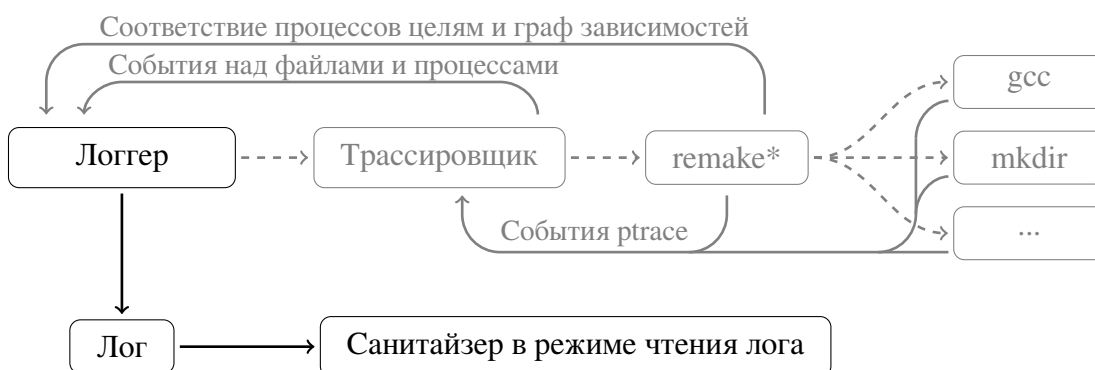 Соответствие процессов целям и граф зависимостей
События над файлами и процессами
gcc
Логгер
Трассировщик
remake*
mkdir
События ptrace
...
Лог
Санитайзер в режиме чтения лога